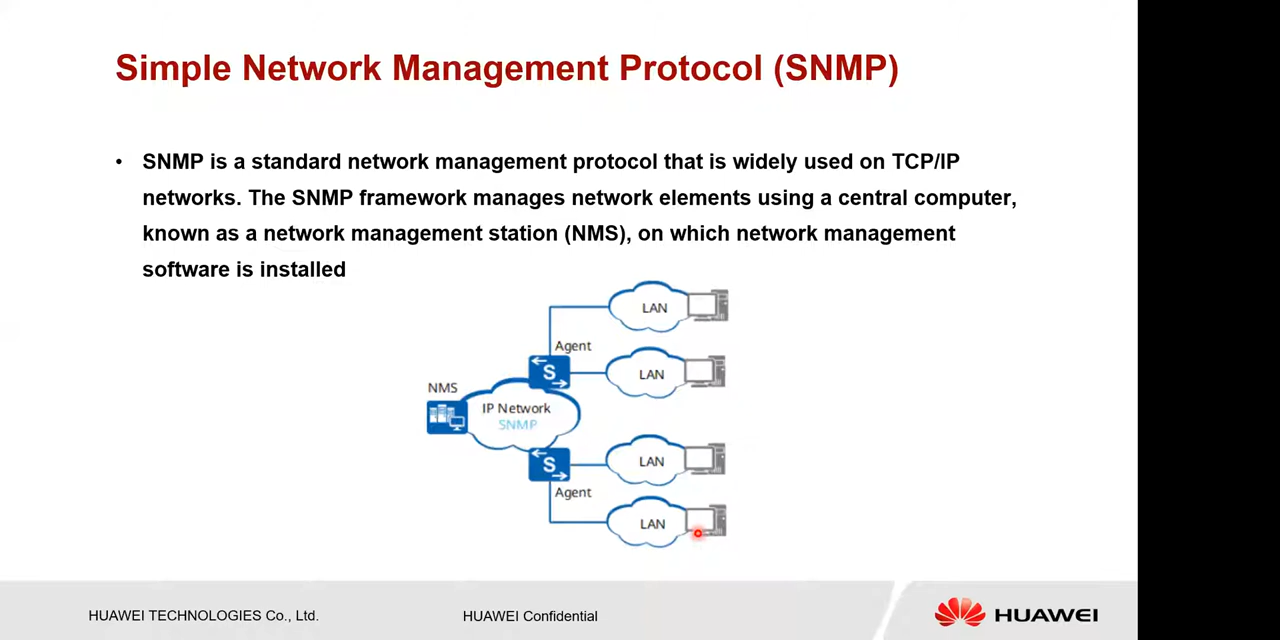 Simple Network Management Protocol (SNMP)
• SNMP is a standard network management protocol that is widely used on TCP/IP
networks. The SNMP framework manages network elements using a central computer,
known as a network management station (NMS), on which network management
software is installed
LAN
Agent
S
LAN
NMS
IP Network
SNMP
LAN
S
Agent
LAN
HUAWEI TECHNOLOGIES Co., Ltd.
HUAWEI Confidential
HUAWEI